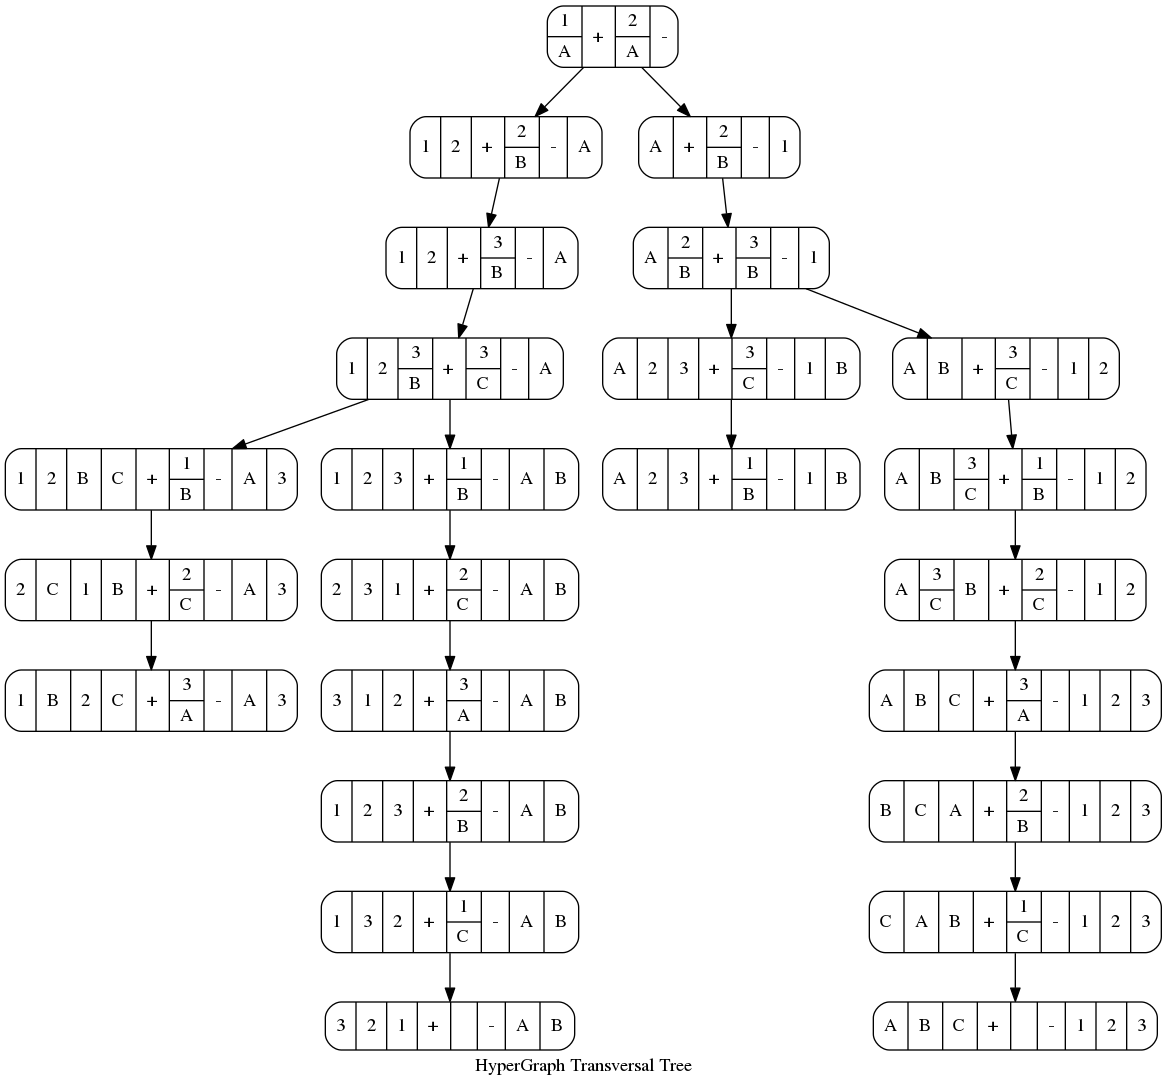 1 A + 2 A -
1 2 + 2 B - A
A + 2 B - 1
1 2 + 3 B - A
A 2 B + 3 B - 1
1 2 3 B + 3 C - A
A 2 3 + 3 C - 1 B
A B + 3 C - 1 2
1 2 B C + 1 B - A 3
1 2 3 + 1 B - A B
A 2 3 + 1 B - 1 B
A B 3 C + 1 B - 1 2
2 C 1 B + 2 C - A 3
2 3 1 + 2 C - A B
A 3 C B + 2 C - 1 2
1 B 2 C + 3 A - A 3
3 1 2 + 3 A - A B
A B C + 3 A - 1 2 3
1 2 3 + 2 B - A B
B C A + 2 B - 1 2 3
1 3 2 + 1 C - A B
C A B + 1 C - 1 2 3
3 2 1 + - A B
A B C + - 1 2 3
HyperGraph Transversal Tree